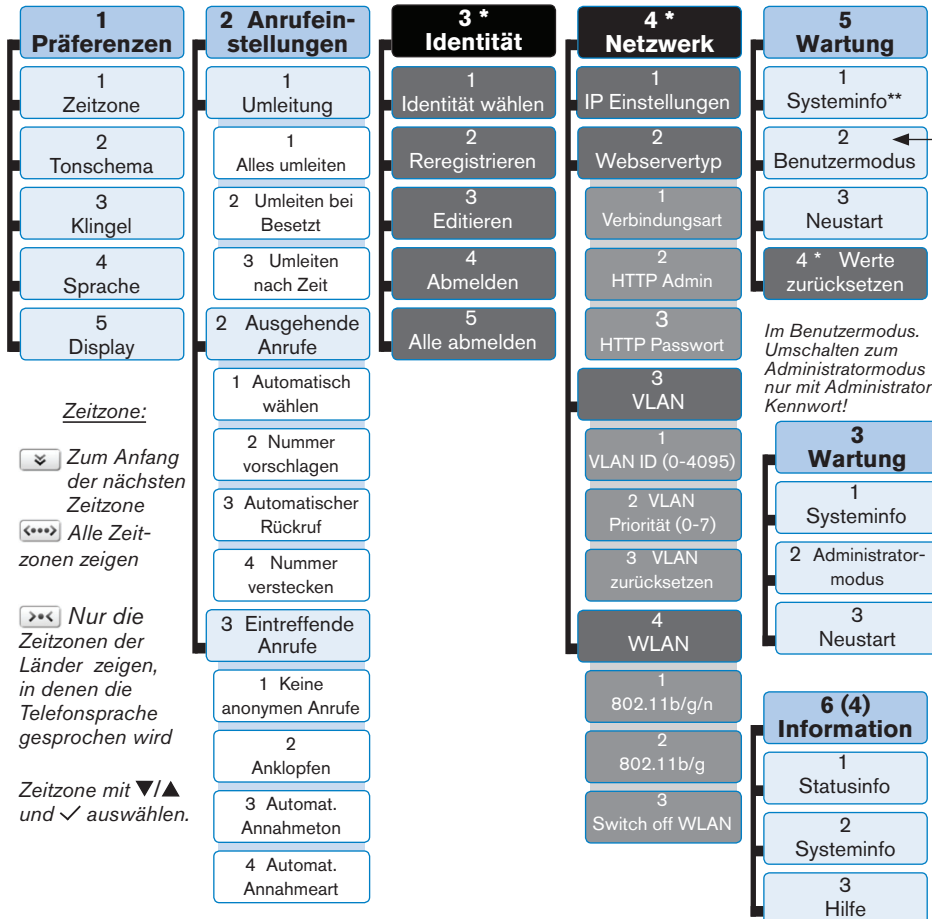 1
Präferenzen
1
Zeitzone
2
Tonschema
3
Klingel
4
Sprache
5
Display
Zeitzone:
Zum Anfang
der nächsten
Zeitzone
Alle Zeit-
zonen zeigen
Nur die
Zeitzonen der
Länder zeigen,
in denen die
Telefonsprache
gesprochen wird
Zeitzone mit ▼/▲
und ✓ auswählen.
2 Anrufein-
stellungen
1
Umleitung
1
Alles umleiten
2 Umleiten bei
Besetzt
3 Umleiten
nach Zeit
2 Ausgehende
Anrufe
1 Automatisch
wählen
2 Nummer
vorschlagen
3 Automatischer
Rückruf
4 Nummer
verstecken
3 Eintreffende
Anrufe
1 Keine
anonymen Anrufe
2
Anklopfen
3 Automat.
Annahmeton
4 Automat.
Annahmeart
3 *
Identität
1
Identität wählen
2
Reregistrieren
3
Editieren
4
Abmelden
5
Alle abmelden
4 *
Netzwerk
1
IP Einstellungen
2
Webservertyp
1
Verbindungsart
2
HTTP Admin
3
HTTP Passwort
3
VLAN
1
VLAN ID (0-4095)
2 VLAN
Priorität (0-7)
3 VLAN
zurücksetzen
4
WLAN
1
802.11b/g/n
2
802.11b/g
3
Switch off WLAN
5
Wartung
1
Systeminfo**
2
Benutzermodus
3
Neustart
4 * Werte
zurücksetzen
Im Benutzermodus.
Umschalten zum
Administratormodus
nur mit Administrator
Kennwort!
3
Wartung
1
Systeminfo
2 Administrator-
modus
3
Neustart
6 (4)
Information
1
Statusinfo
2
Systeminfo
3
Hilfe